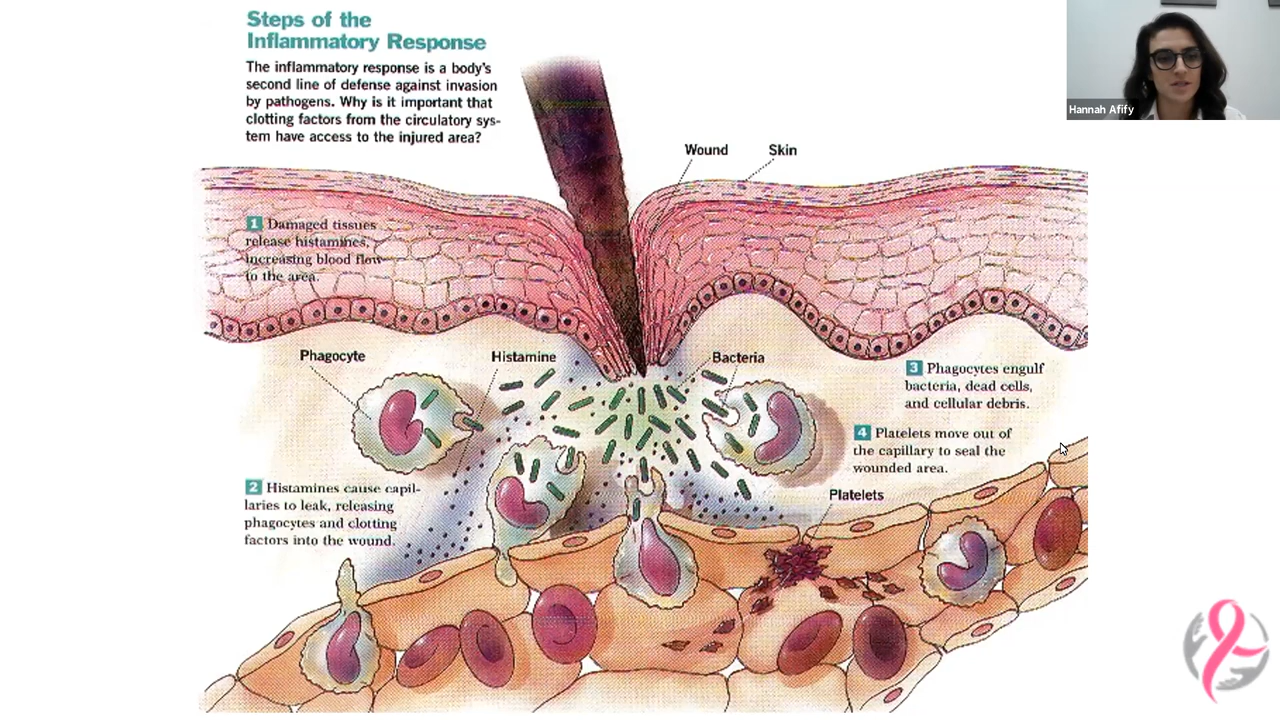 Steps of the
Inflammatory Response
The inflammatory response is a body's
second line of defense against invasion
by pathogens. Why is it important that
clotting factors from the circulatory sys-
tem have access to the injured area?
Hannah Afify
Wound
Skin
1 Damaged tissues
release histamines,
increasing blood flow
to the area.
Phagocyte
Histamine
Bacteria
3 Phagocytes engulf
bacteria, dead cells,
and cellular debris.
4 Platelets move out of
the capillary to seal the
wounded area.
2 Histamines cause capil-
laries to leak, releasing
phagocytes and clotting
factors into the wound.
Platelets